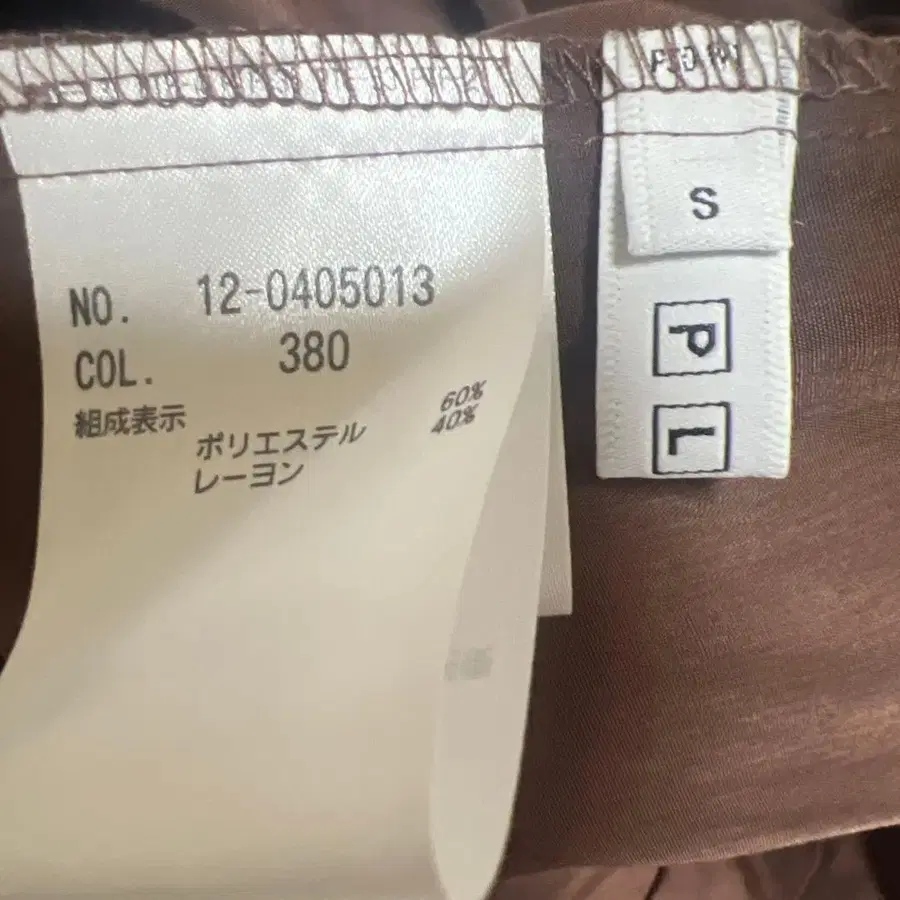 NO. 12-0405013
COL. 380
組成表示
ポリエステル 60%
レーヨン 40%
S
P
L